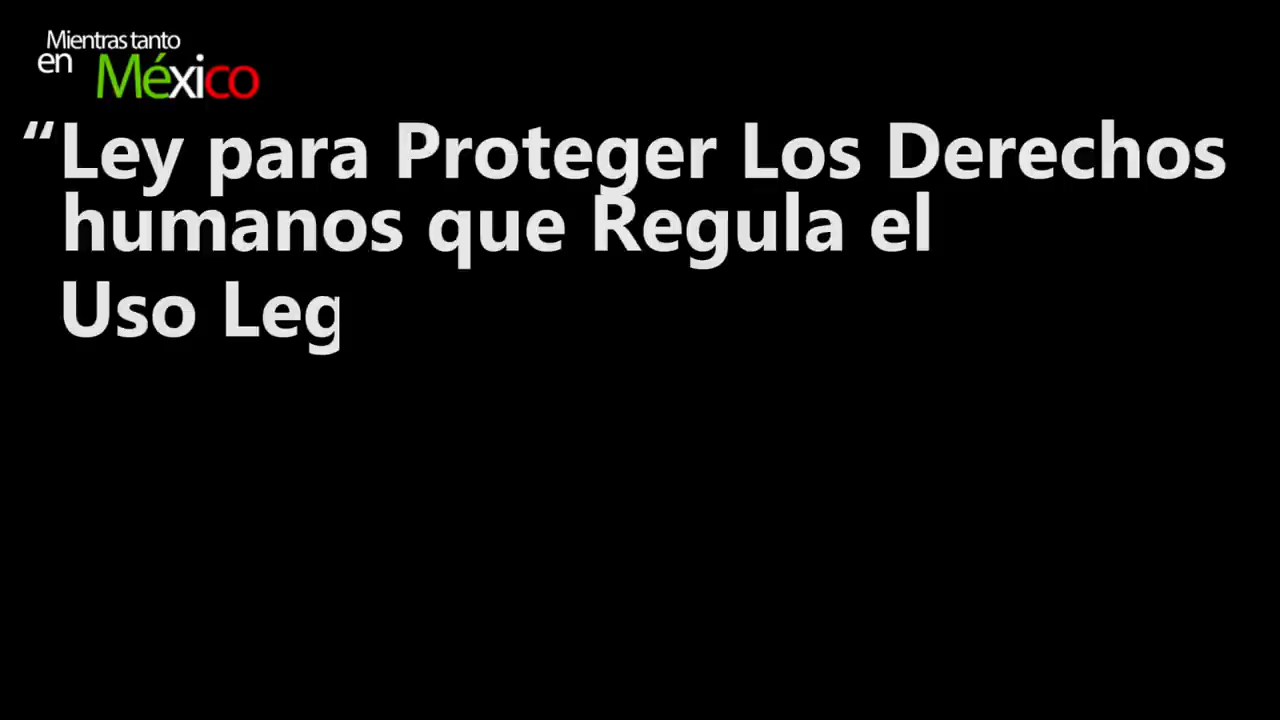 Mientras tanto
en México
“Ley para Proteger Los Derechos
humanos que Regula el
Uso Leg